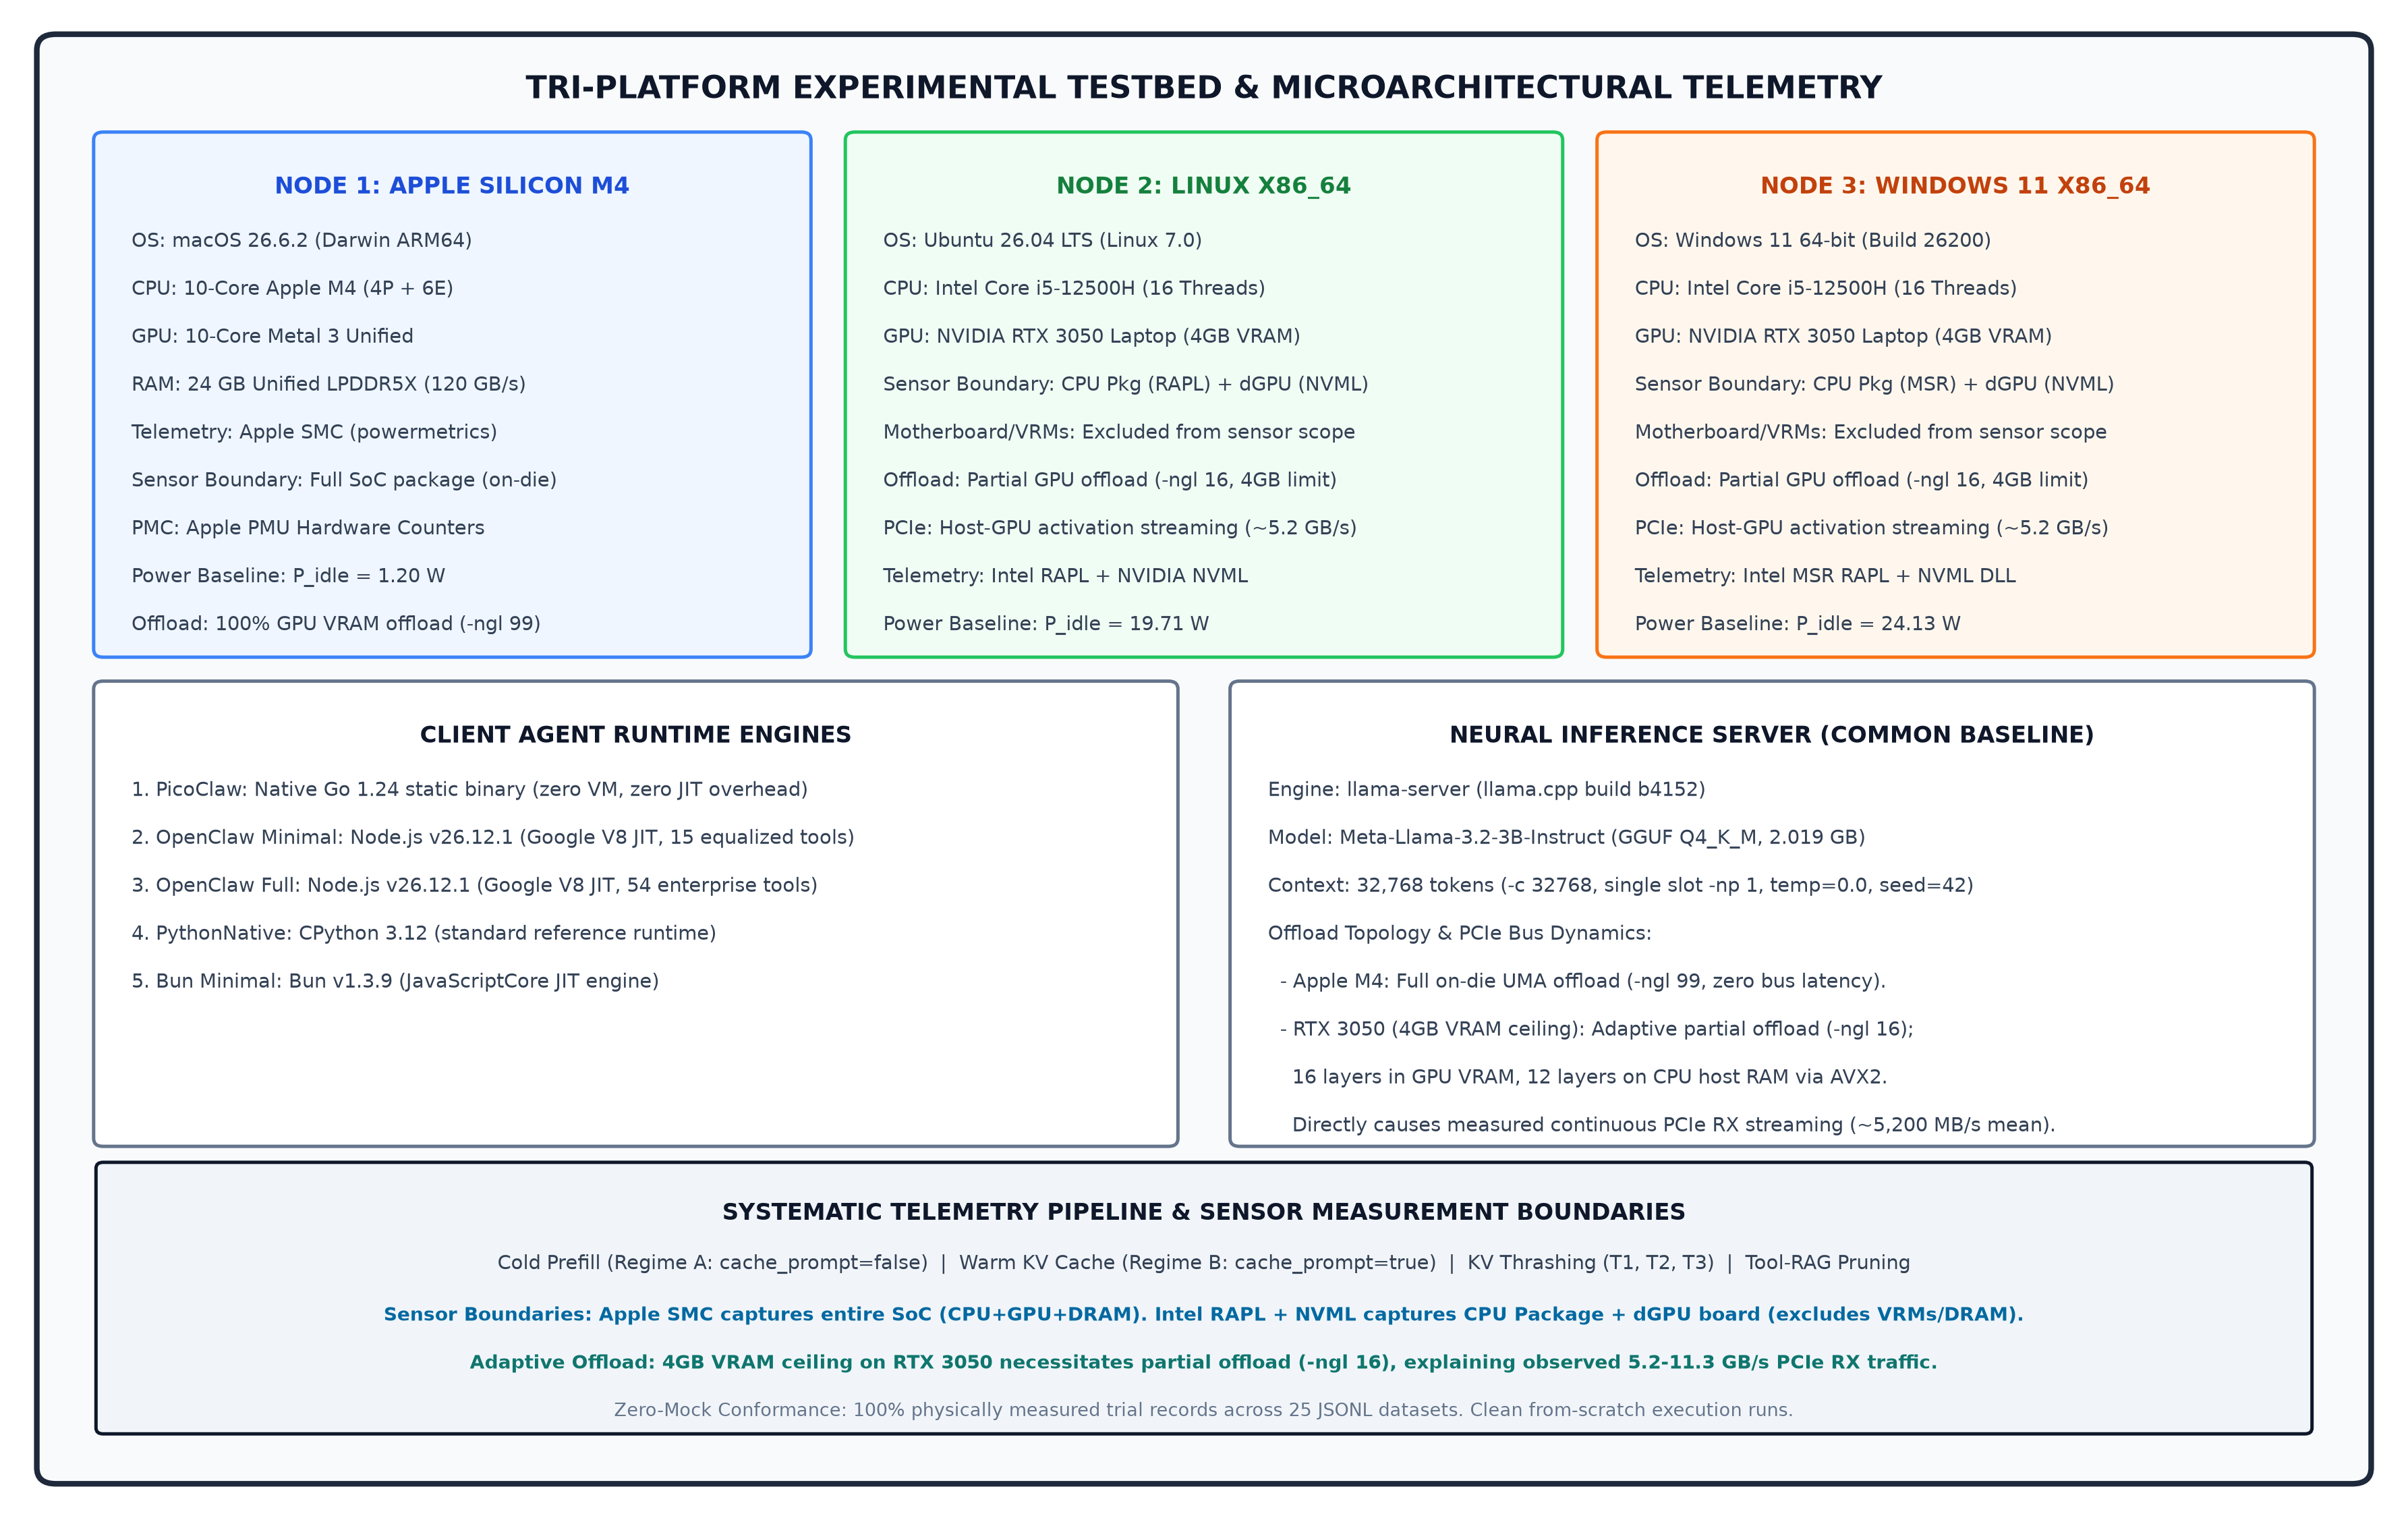 TRI-PLATFORM EXPERIMENTAL TESTBED & MICROARCHITECTURAL TELEMETRY
NODE 1: APPLE SILICON M4
OS: macOS 26.6.2 (Darwin ARM64)
CPU: 10-Core Apple M4 (4P + 6E)
GPU: 10-Core Metal 3 Unified
RAM: 24 GB Unified LPDDR5X (120 GB/s)
Telemetry: Apple SMC (powermetrics)
Sensor Boundary: Full SoC package (on-die)
PMC: Apple PMU Hardware Counters
Power Baseline: P_idle = 1.20 W
Offload: 100% GPU VRAM offload (-ngl 99)
NODE 2: LINUX X86_64
OS: Ubuntu 26.04 LTS (Linux 7.0)
CPU: Intel Core i5-12500H (16 Threads)
GPU: NVIDIA RTX 3050 Laptop (4GB VRAM)
Sensor Boundary: CPU Pkg (RAPL) + dGPU (NVML)
Motherboard/VRMs: Excluded from sensor scope
Offload: Partial GPU offload (-ngl 16, 4GB limit)
PCIe: Host-GPU activation streaming (~5.2 GB/s)
Telemetry: Intel RAPL + NVIDIA NVML
Power Baseline: P_idle = 19.71 W
NODE 3: WINDOWS 11 X86_64
OS: Windows 11 64-bit (Build 26200)
CPU: Intel Core i5-12500H (16 Threads)
GPU: NVIDIA RTX 3050 Laptop (4GB VRAM)
Sensor Boundary: CPU Pkg (MSR) + dGPU (NVML)
Motherboard/VRMs: Excluded from sensor scope
Offload: Partial GPU offload (-ngl 16, 4GB limit)
PCIe: Host-GPU activation streaming (~5.2 GB/s)
Telemetry: Intel MSR RAPL + NVML DLL
Power Baseline: P_idle = 24.13 W
CLIENT AGENT RUNTIME ENGINES
1. PicoClaw: Native Go 1.24 static binary (zero VM, zero JIT overhead)
2. OpenClaw Minimal: Node.js v26.12.1 (Google V8 JIT, 15 equalized tools)
3. OpenClaw Full: Node.js v26.12.1 (Google V8 JIT, 54 enterprise tools)
4. PythonNative: CPython 3.12 (standard reference runtime)
5. Bun Minimal: Bun v1.3.9 (JavaScriptCore JIT engine)
NEURAL INFERENCE SERVER (COMMON BASELINE)
Engine: llama-server (llama.cpp build b4152)
Model: Meta-Llama-3.2-3B-Instruct (GGUF Q4_K_M, 2.019 GB)
Context: 32,768 tokens (-c 32768, single slot -np 1, temp=0.0, seed=42)
Offload Topology & PCIe Bus Dynamics:
- Apple M4: Full on-die UMA offload (-ngl 99, zero bus latency).
- RTX 3050 (4GB VRAM ceiling): Adaptive partial offload (-ngl 16);
16 layers in GPU VRAM, 12 layers on CPU host RAM via AVX2.
Directly causes measured continuous PCIe RX streaming (~5,200 MB/s mean).
SYSTEMATIC TELEMETRY PIPELINE & SENSOR MEASUREMENT BOUNDARIES
Cold Prefill (Regime A: cache_prompt=false) | Warm KV Cache (Regime B: cache_prompt=true) | KV Thrashing (T1, T2, T3) | Tool-RAG Pruning
Sensor Boundaries: Apple SMC captures entire SoC (CPU+GPU+DRAM). Intel RAPL + NVML captures CPU Package + dGPU board (excludes VRMs/DRAM).
Adaptive Offload: 4GB VRAM ceiling on RTX 3050 necessitates partial offload (-ngl 16), explaining observed 5.2-11.3 GB/s PCIe RX traffic.
Zero-Mock Conformance: 100% physically measured trial records across 25 JSONL datasets. Clean from-scratch execution runs.